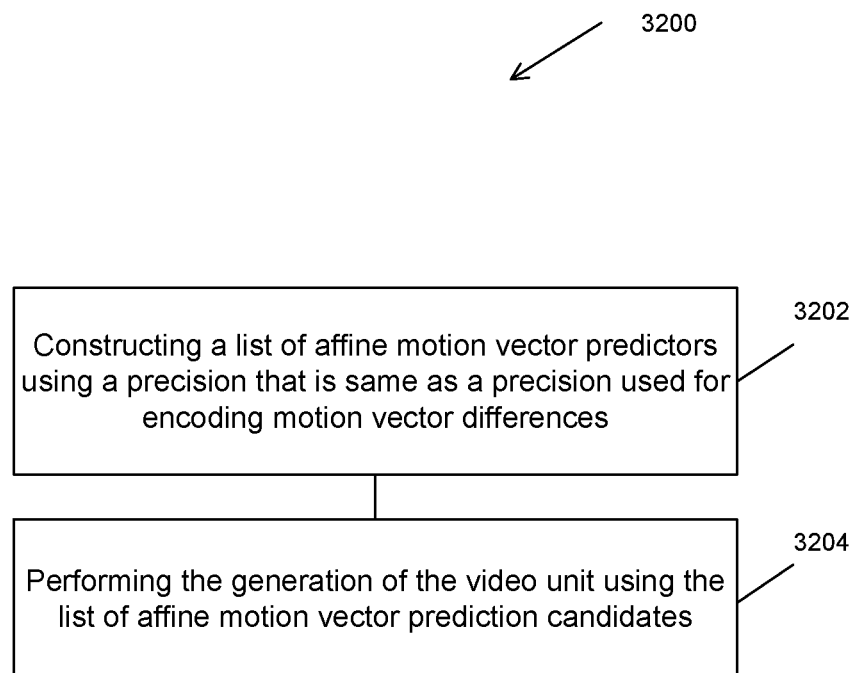 3200
3202
Constructing a list of affine motion vector predictors
using a precision that is same as a precision used for
encoding motion vector differences
3204
Performing the generation of the video unit using the
list of affine motion vector prediction candidates